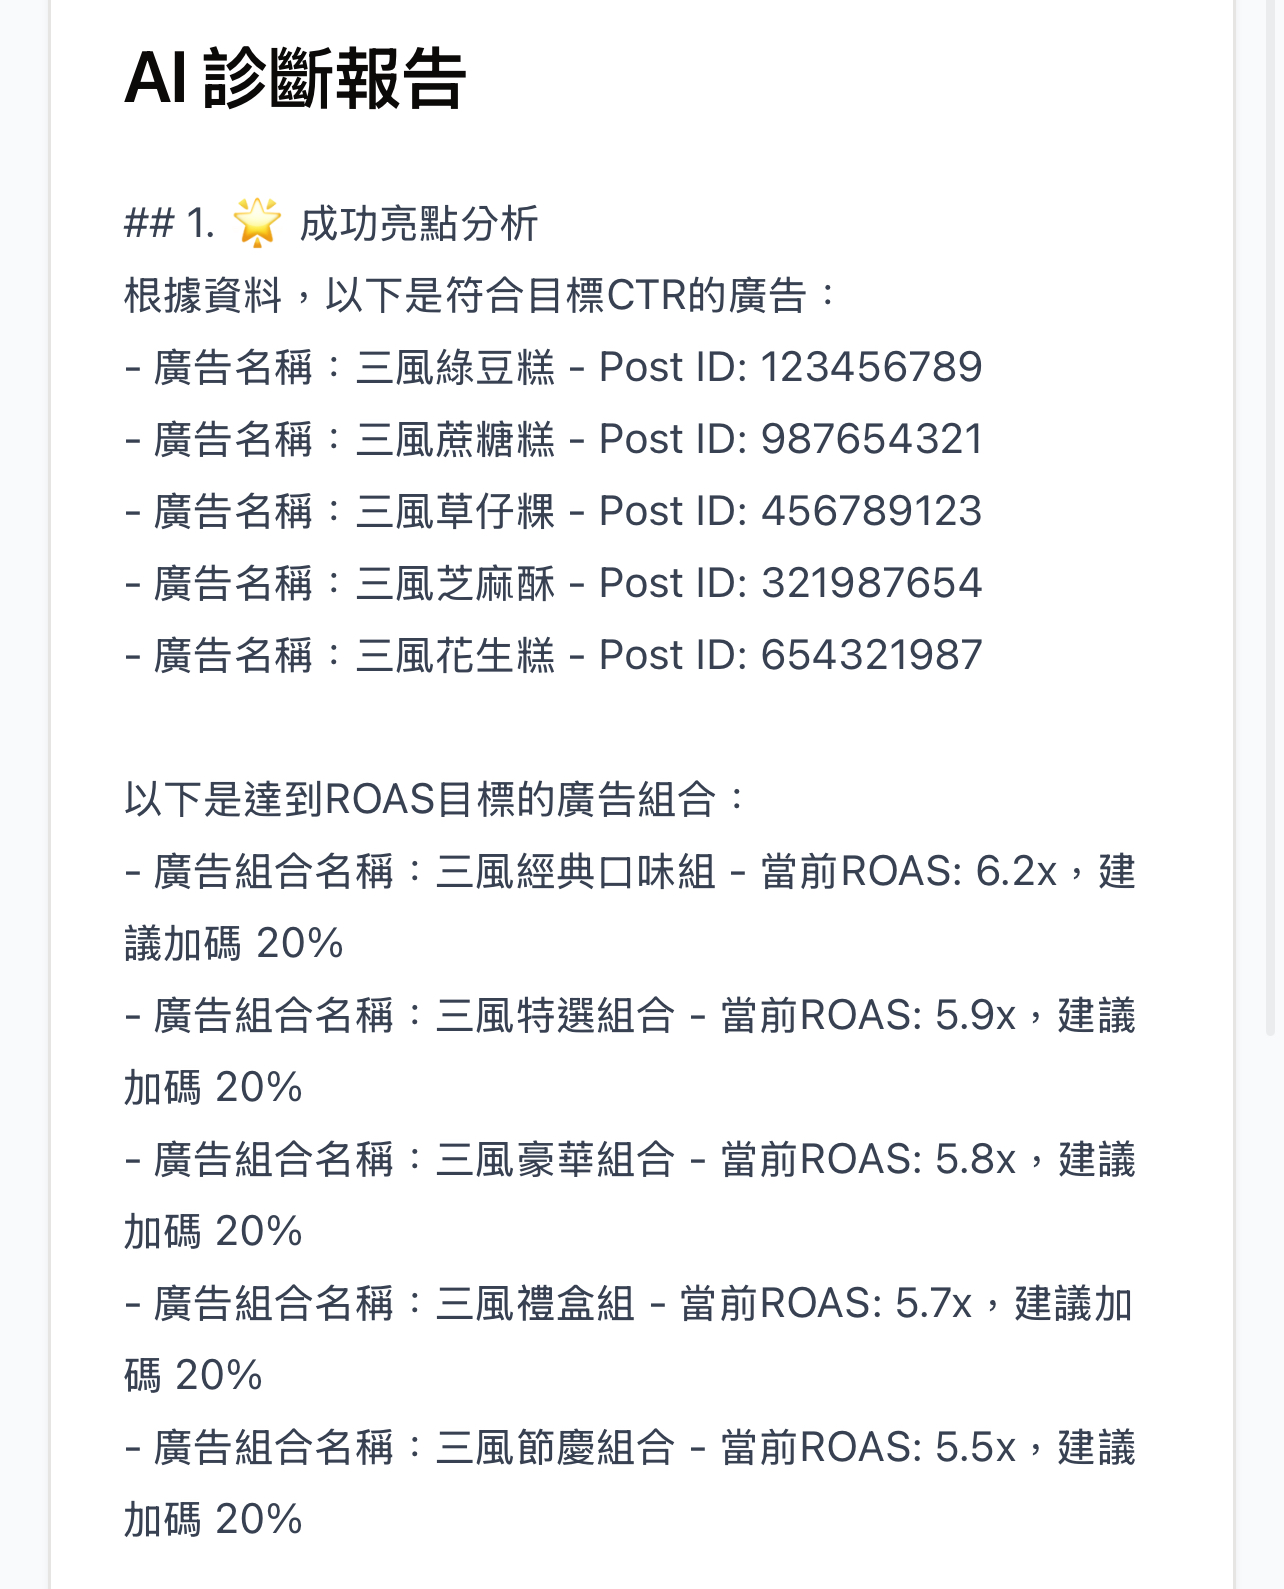 AI 診斷報告
## 1. 🌟 成功亮點分析
根據資料，以下是符合目標CTR的廣告：
- 廣告名稱：三風綠豆糕 - Post ID: 123456789
- 廣告名稱：三風蔗糖糕 - Post ID: 987654321
- 廣告名稱：三風草仔粿 - Post ID: 456789123
- 廣告名稱：三風芝麻酥 - Post ID: 321987654
- 廣告名稱：三風花生糕 - Post ID: 654321987
以下是達到ROAS目標的廣告組合：
- 廣告組合名稱：三風經典口味組 - 當前ROAS: 6.2x，建
議加碼 20%
- 廣告組合名稱：三風特選組合 - 當前ROAS: 5.9x，建議
加碼 20%
- 廣告組合名稱：三風豪華組合 - 當前ROAS: 5.8x，建議
加碼 20%
- 廣告組合名稱：三風禮盒組 - 當前ROAS: 5.7x，建議加
碼 20%
- 廣告組合名稱：三風節慶組合 - 當前ROAS: 5.5x，建議
加碼 20%